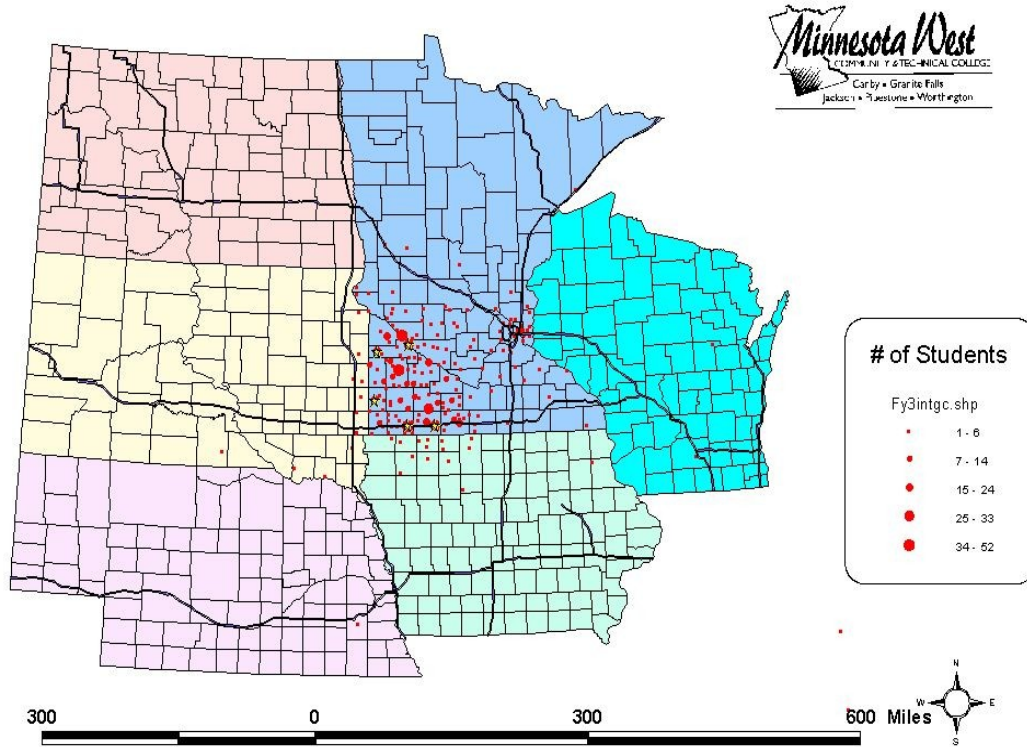 Minnesota West
COMMUNITY & TECHNICAL COLLEGE
Canby • Granite Falls
Jackson • Pipestone • Worthington
# of Students
Fy3intgc.shp
1 - 6
7 - 14
15 - 24
25 - 33
34 - 52
N
W
E
S
300
0
300
600 Miles